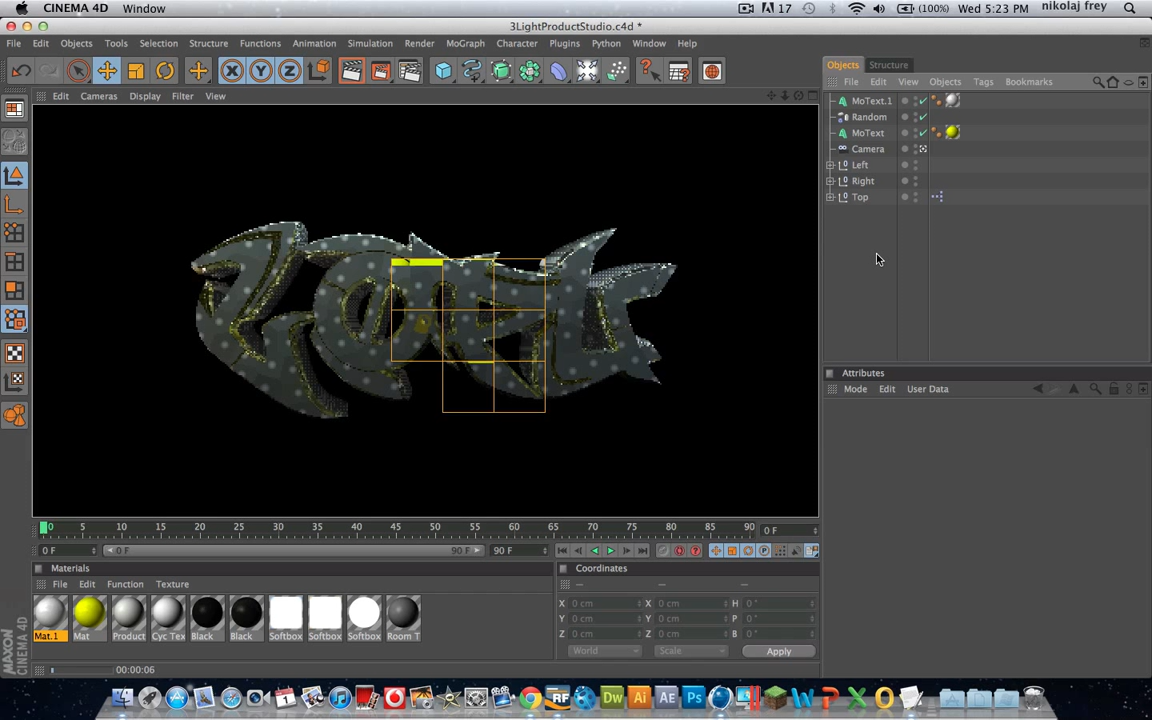 CINEMA 4D Window
17 (100%) Wed 5:23 PM nikolaj frey
3LightProductStudio.c4d *
File Edit Objects Tools Selection Structure Functions Animation Simulation Render MoGraph Character Plugins Python Window Help
X Y Z
Objects Structure
File Edit View Objects Tags Bookmarks
Edit Cameras Display Filter View
MoText.1
Random
MoText
Camera
Left
Right
Top
Attributes
Mode Edit User Data
0 5 10 15 20 25 30 35 40 45 50 55 60 65 70 75 80 85 90 0 F
0 F 0 F 90 F 90 F
Materials
File Edit Function Texture
Mat.1 Mat Product Cyc Tex Black Black Softbox Softbox Softbox Room T
Coordinates
X 0 cm X 0 cm H 0 °
Y 0 cm Y 0 cm P 0 °
Z 0 cm Z 0 cm B 0 °
World Scale Apply
MAXON CINEMA 4D
00:00:06
RF Dw Ai AE Ps W P X O